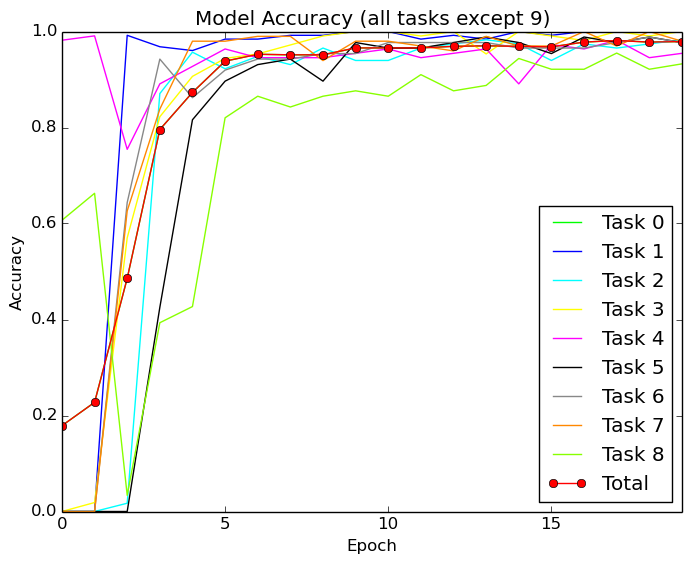 Model Accuracy (all tasks except 9)
1.0
0.8
0.6
0.4
0.2
0.0
Accuracy
0
5
10
15
Epoch
Task 0
Task 1
Task 2
Task 3
Task 4
Task 5
Task 6
Task 7
Task 8
Total